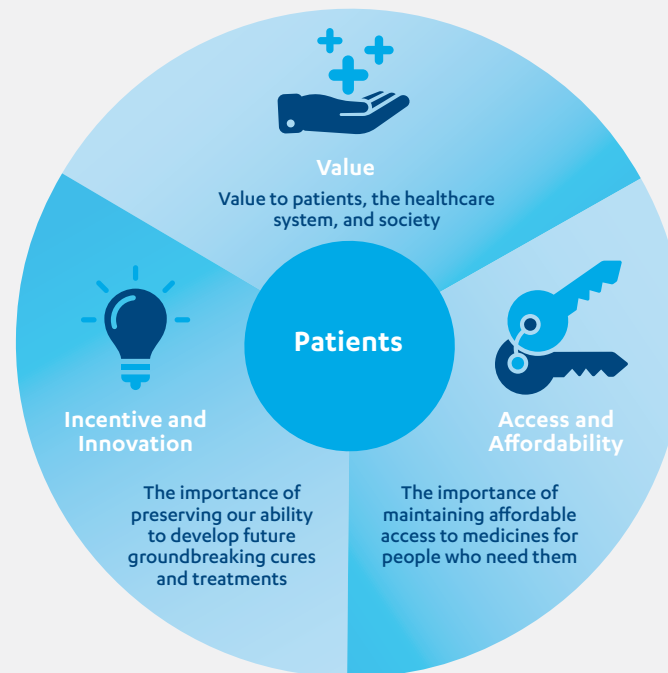 Value
Value to patients, the healthcare
system, and society
Patients
Incentive and
Innovation
The importance of
preserving our ability
to develop future
groundbreaking cures
and treatments
Access and
Affordability
The importance of
maintaining affordable
access to medicines for
people who need them